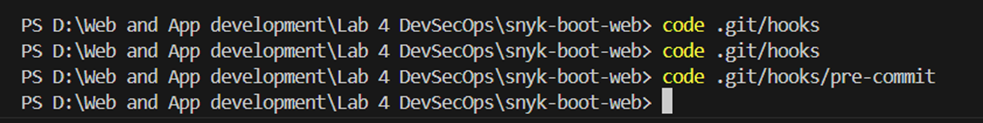 PS D:\Web and App development\Lab 4 DevSecOps\snyk-boot-web> code .git/hooks
PS D:\Web and App development\Lab 4 DevSecOps\snyk-boot-web> code .git/hooks
PS D:\Web and App development\Lab 4 DevSecOps\snyk-boot-web> code .git/hooks/pre-commit
PS D:\Web and App development\Lab 4 DevSecOps\snyk-boot-web>